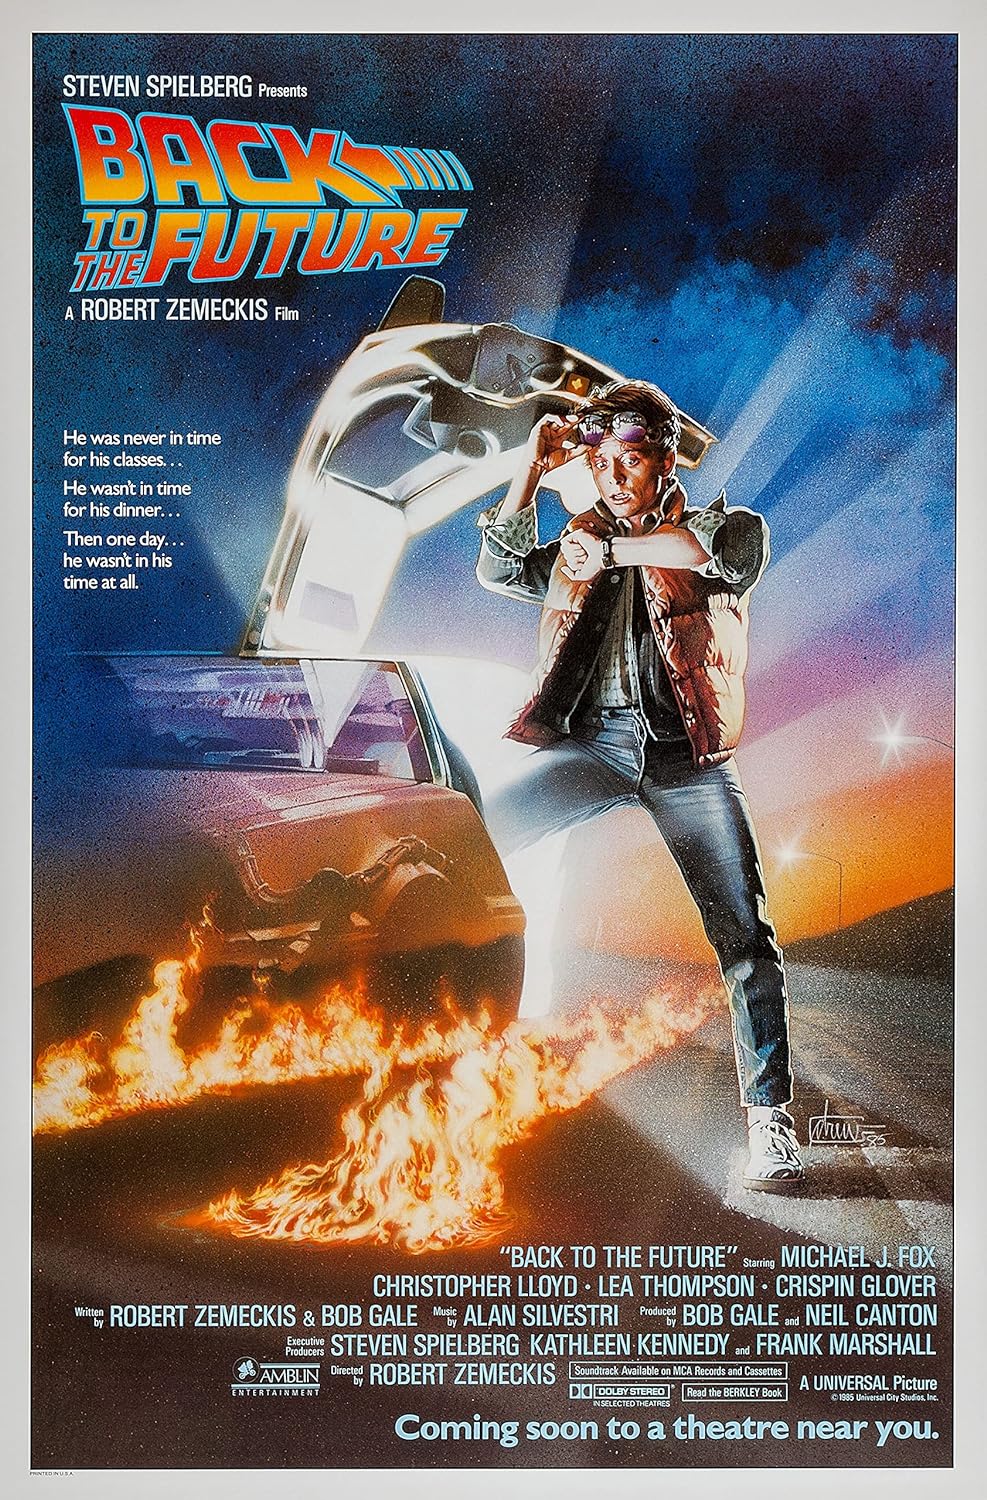 STEVEN SPIELBERG Presents
BACK
TO THE FUTURE
A ROBERT ZEMECKIS Film
He was never in time
for his classes...
He wasn't in time
for his dinner...
Then one day...
he wasn't in his
time at all.
drew 85
"BACK TO THE FUTURE" Starring MICHAEL J. FOX
CHRISTOPHER LLOYD · LEA THOMPSON · CRISPIN GLOVER
Written by ROBERT ZEMECKIS & BOB GALE Music by ALAN SILVESTRI Produced by BOB GALE and NEIL CANTON
Executive Producers STEVEN SPIELBERG KATHLEEN KENNEDY and FRANK MARSHALL
AMBLIN ENTERTAINMENT Directed by ROBERT ZEMECKIS Soundtrack Available on MCA Records and Cassettes
DOLBY STEREO IN SELECTED THEATRES Read the BERKLEY Book A UNIVERSAL Picture
©1985 Universal City Studios, Inc.
Coming soon to a theatre near you.
PRINTED IN U.S.A.